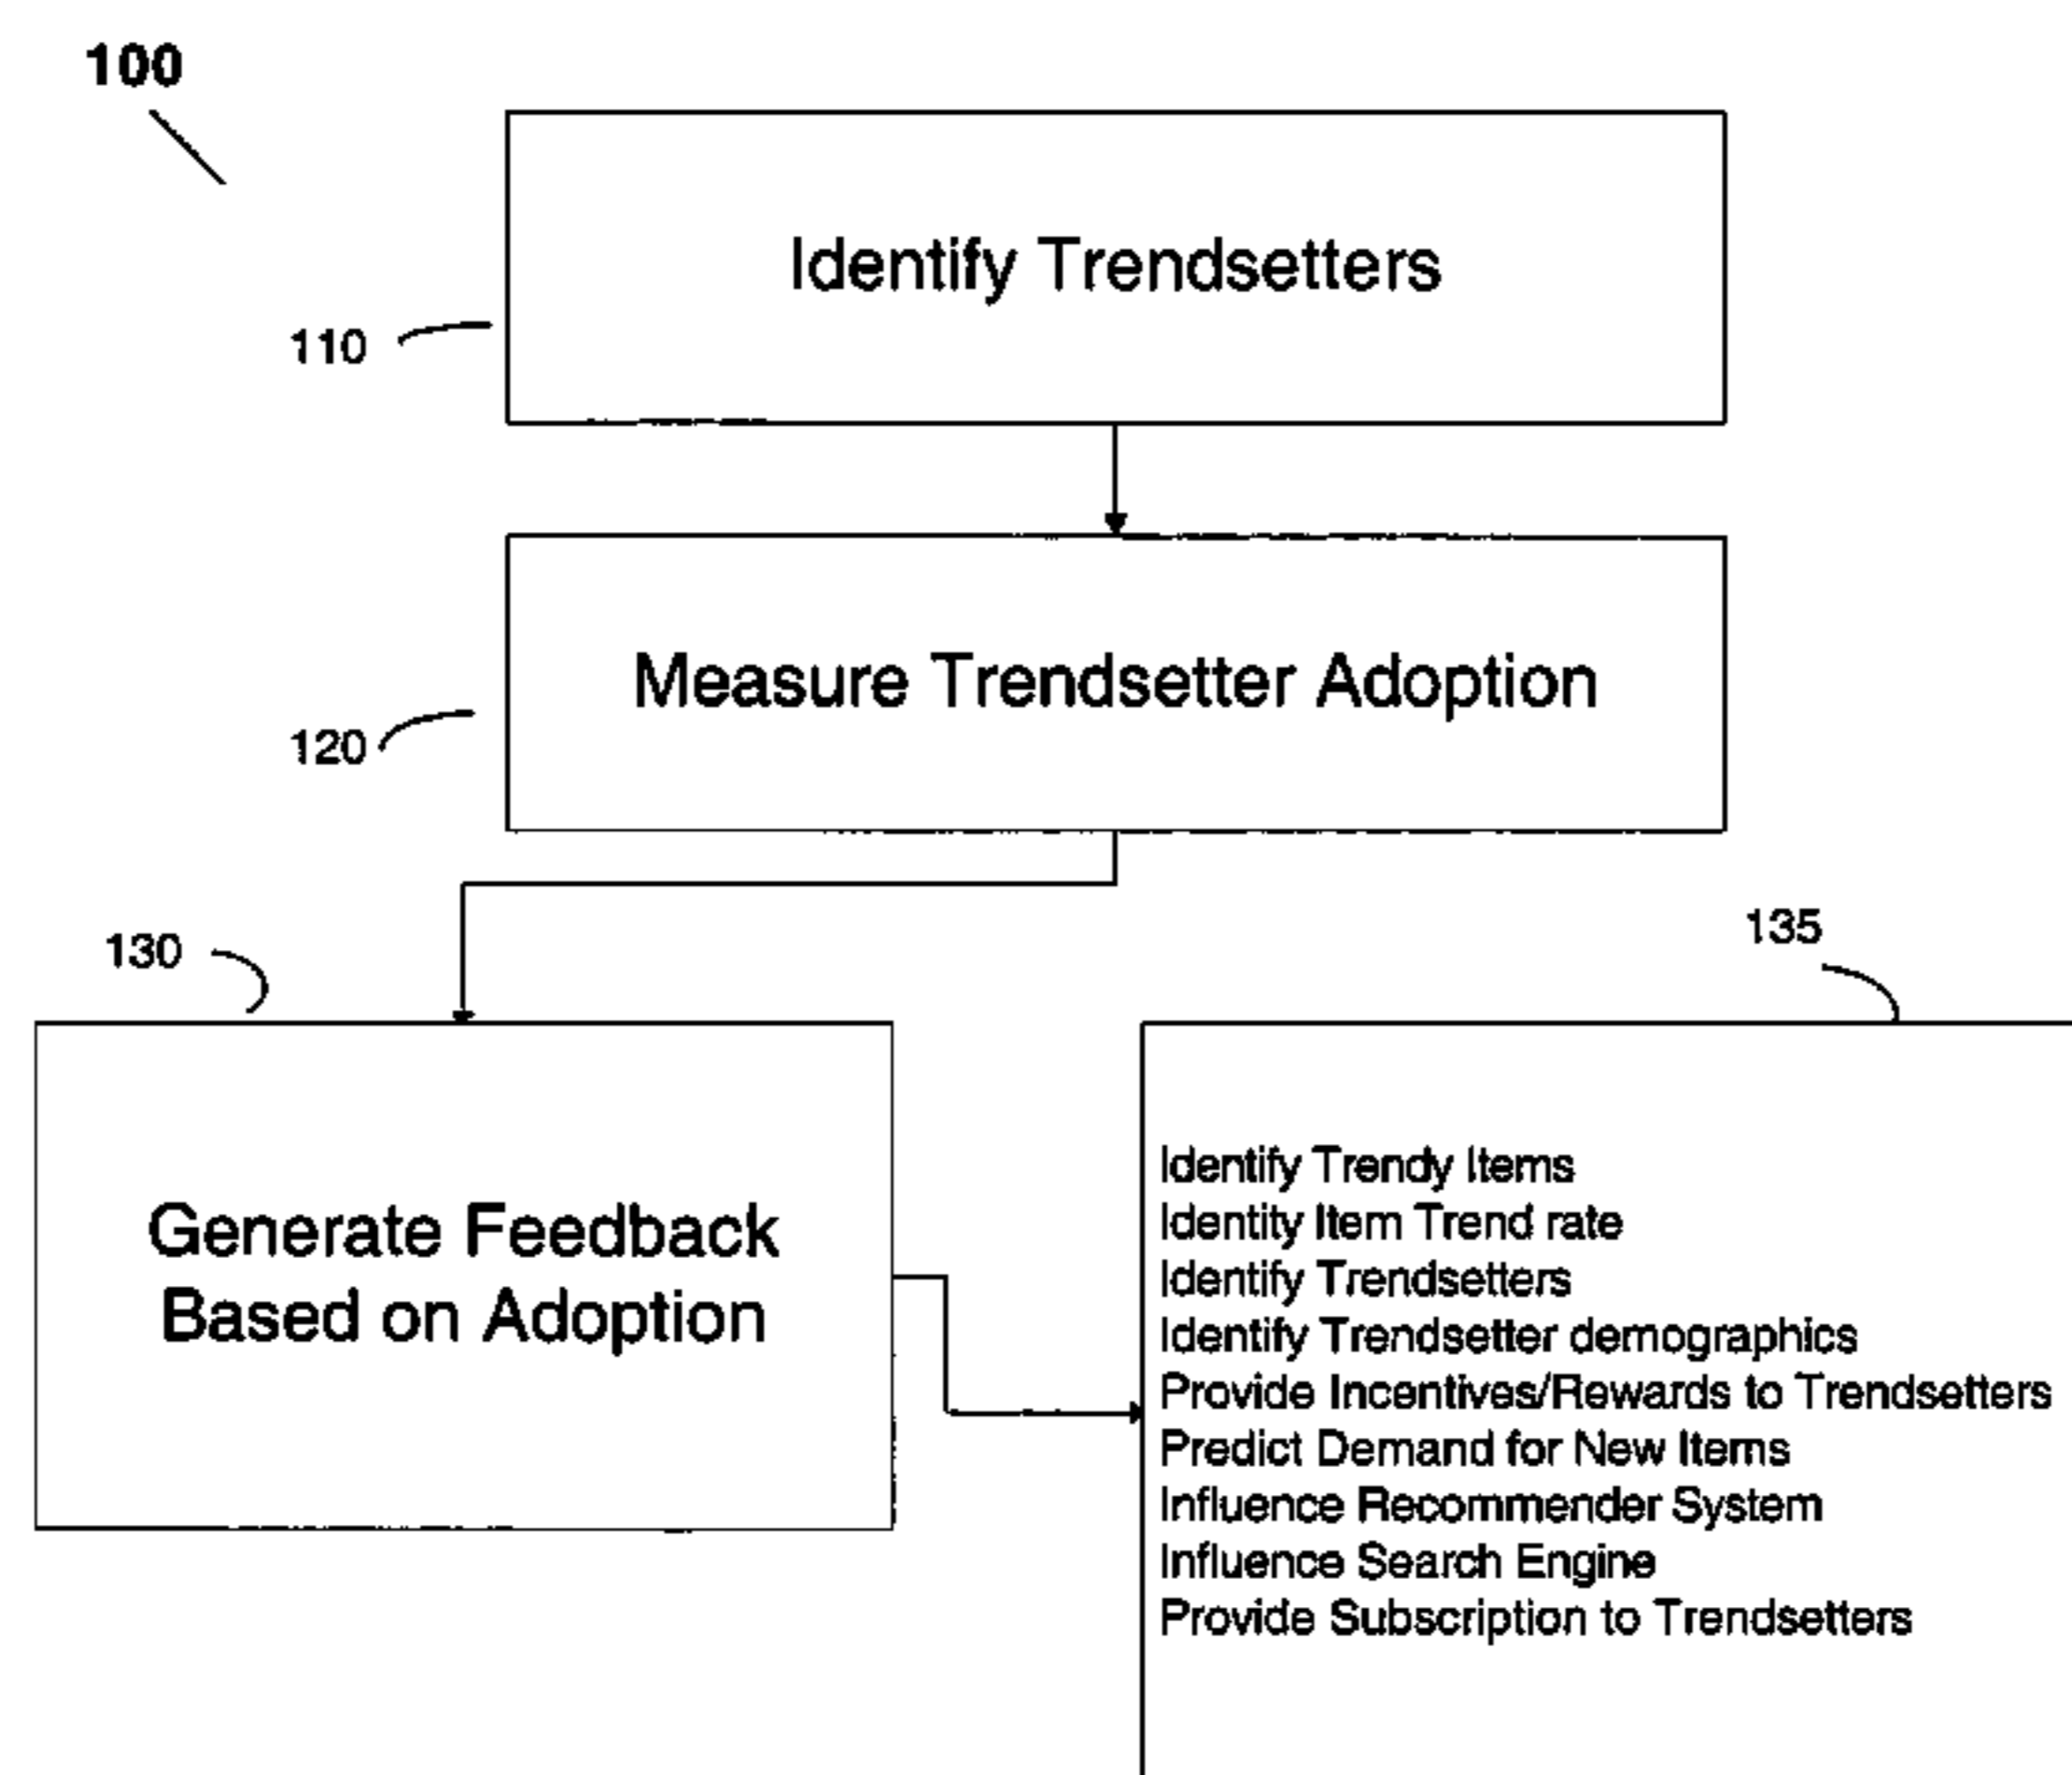 100
Identify Trendsetters
110
Measure Trendsetter Adoption
120
130
135
Generate Feedback
Based on Adoption
Identify Trendy Items
Identity Item Trend rate
Identify Trendsetters
Identify Trendsetter demographics
Provide Incentives/Rewards to Trendsetters
Predict Demand for New Items
Influence Recommender System
Influence Search Engine
Provide Subscription to Trendsetters